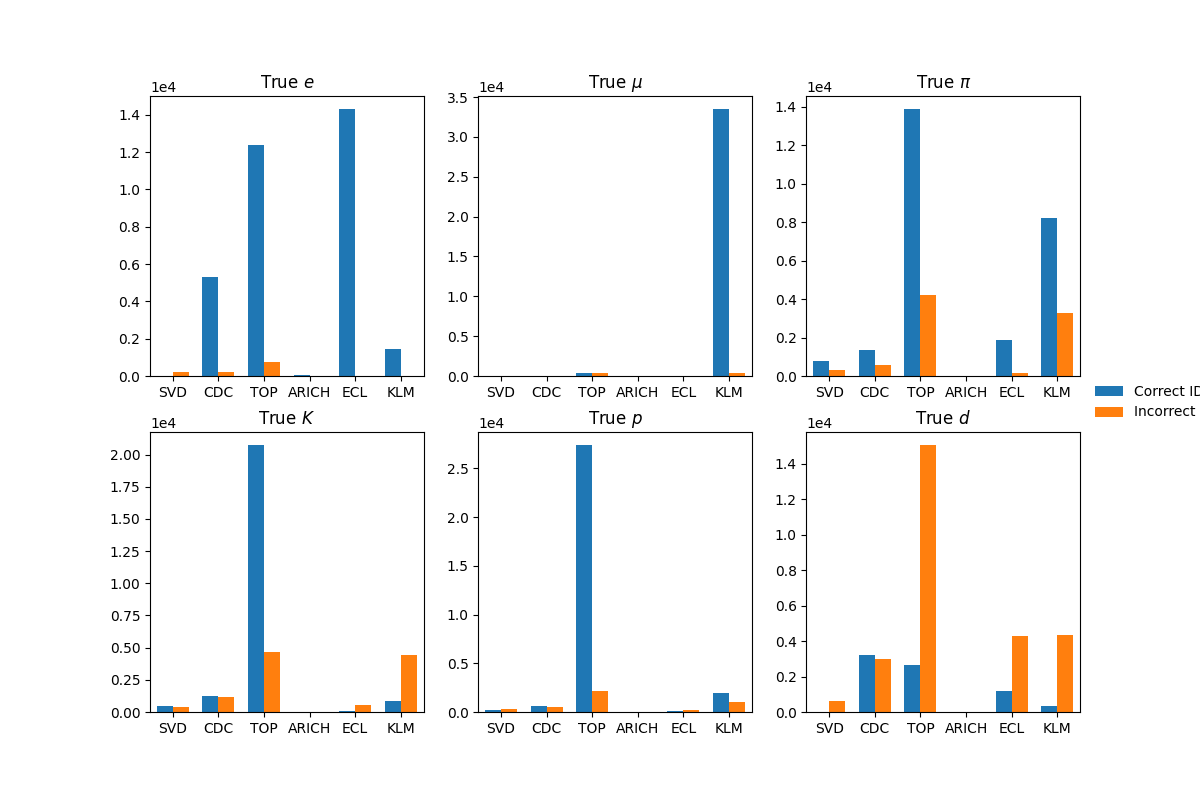 True e
1e4
1.4
1.2
1.0
0.8
0.6
0.4
0.2
0.0
SVD CDC TOP ARICH ECL KLM
True μ
1e4
3.5
3.0
2.5
2.0
1.5
1.0
0.5
0.0
SVD CDC TOP ARICH ECL KLM
True π
1e4
1.4
1.2
1.0
0.8
0.6
0.4
0.2
0.0
SVD CDC TOP ARICH ECL KLM
Correct ID
Incorrect
True K
1e4
2.00
1.75
1.50
1.25
1.00
0.75
0.50
0.25
0.00
SVD CDC TOP ARICH ECL KLM
True p
1e4
2.5
2.0
1.5
1.0
0.5
0.0
SVD CDC TOP ARICH ECL KLM
True d
1e4
1.4
1.2
1.0
0.8
0.6
0.4
0.2
0.0
SVD CDC TOP ARICH ECL KLM